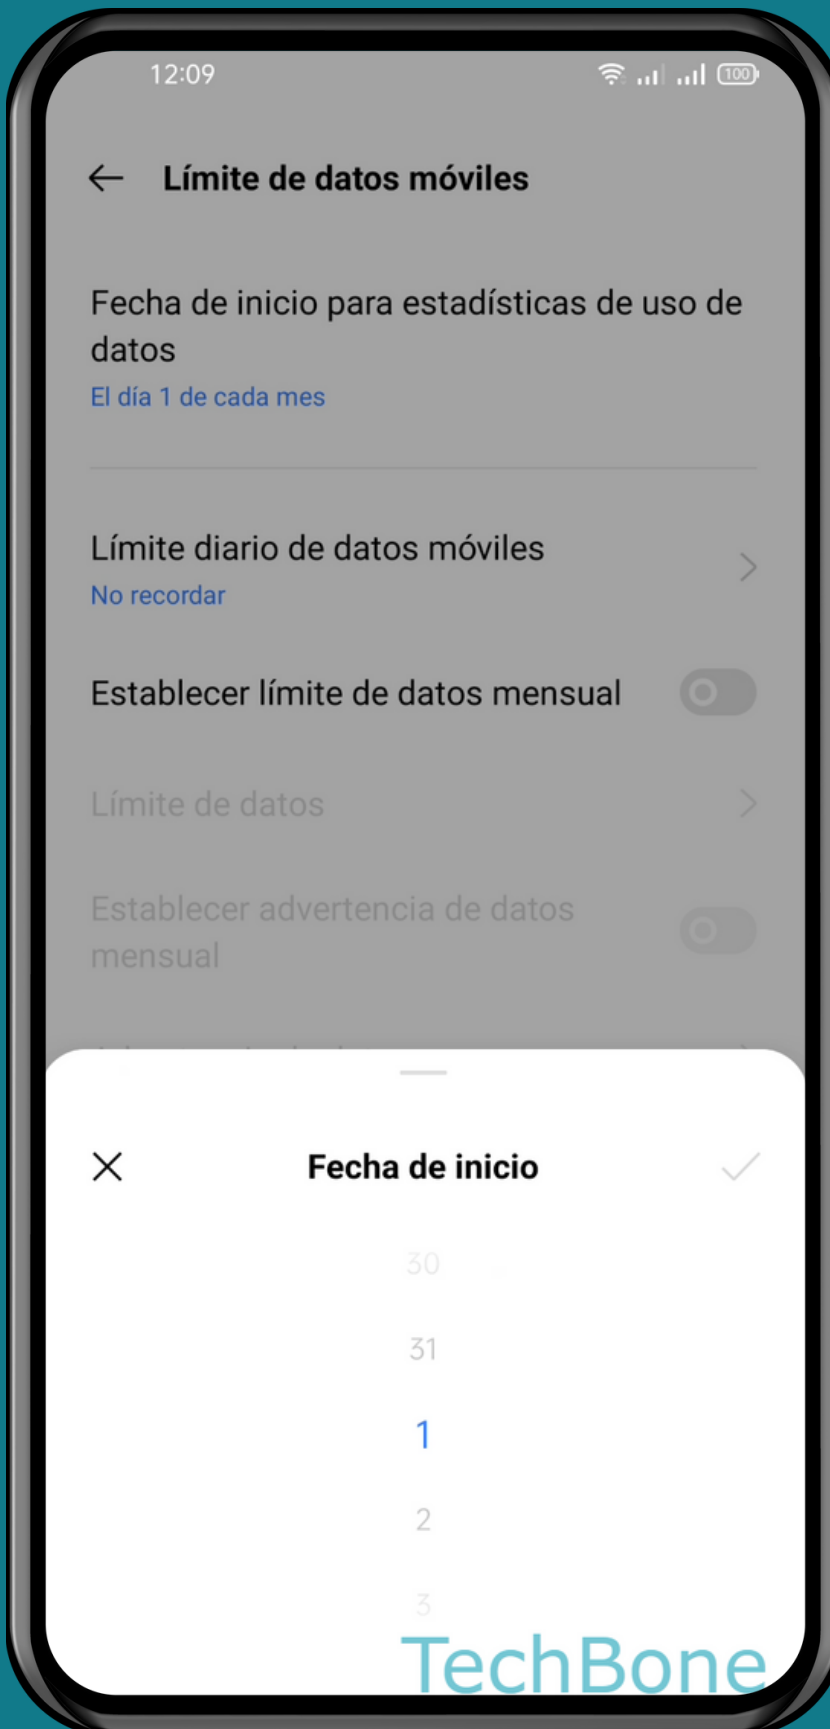 12:09
100
Límite de datos móviles
Fecha de inicio para estadísticas de uso de
datos
El día 1 de cada mes
Límite diario de datos móviles
No recordar
Establecer límite de datos mensual
Límite de datos
Establecer advertencia de datos
mensual
Fecha de inicio
30
31
1
2
3
TechBone